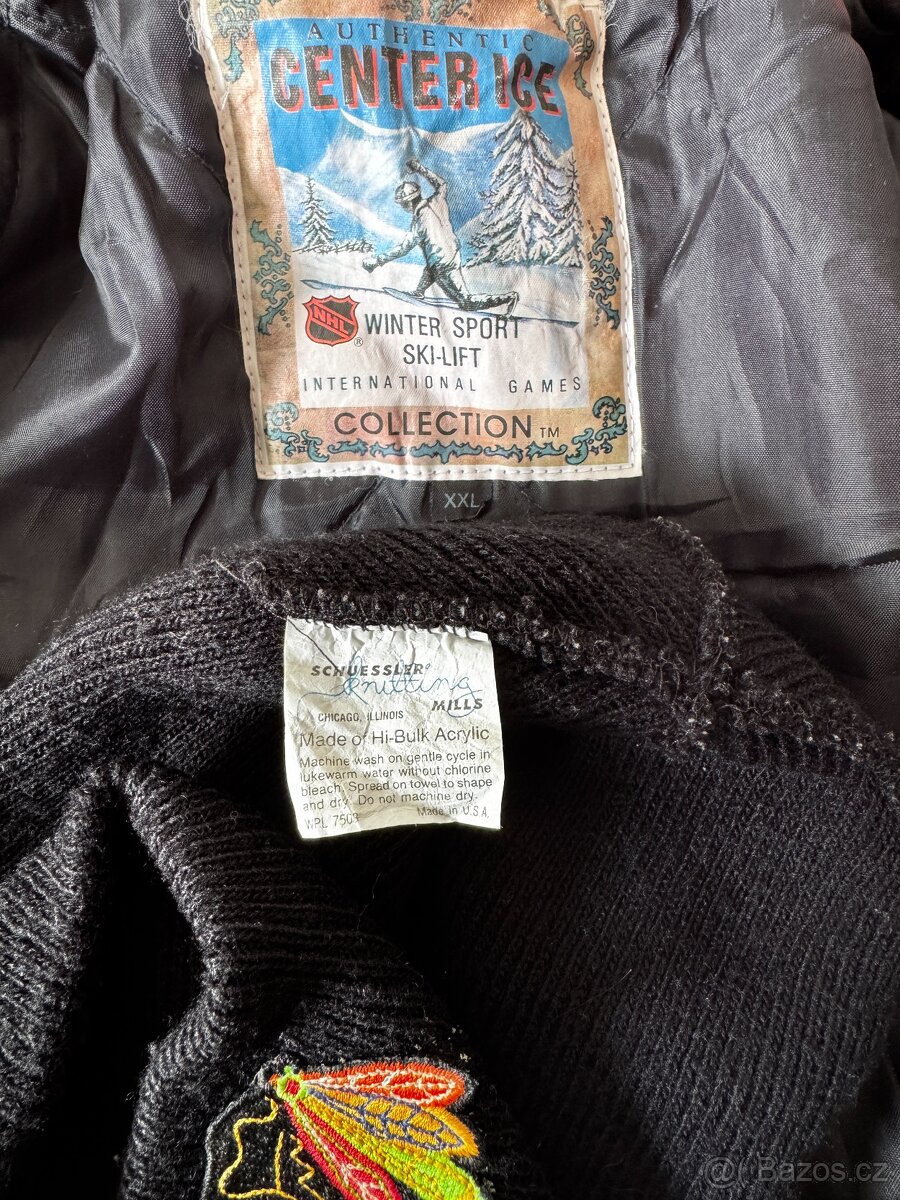 AUTHENTIC
CENTER ICE
NHL
®
WINTER SPORT
SKI-LIFT
INTERNATIONAL GAMES
COLLECTION TM
XXL
SCHUESSLER®
knitting
MILLS
CHICAGO, ILLINOIS
Made of Hi-Bulk Acrylic
Machine wash on gentle cycle in
lukewarm water without chlorine
bleach. Spread on towel to shape
and dry. Do not machine dry.
WPL 7509 Made in U.S.A.
@ Bazos.cz